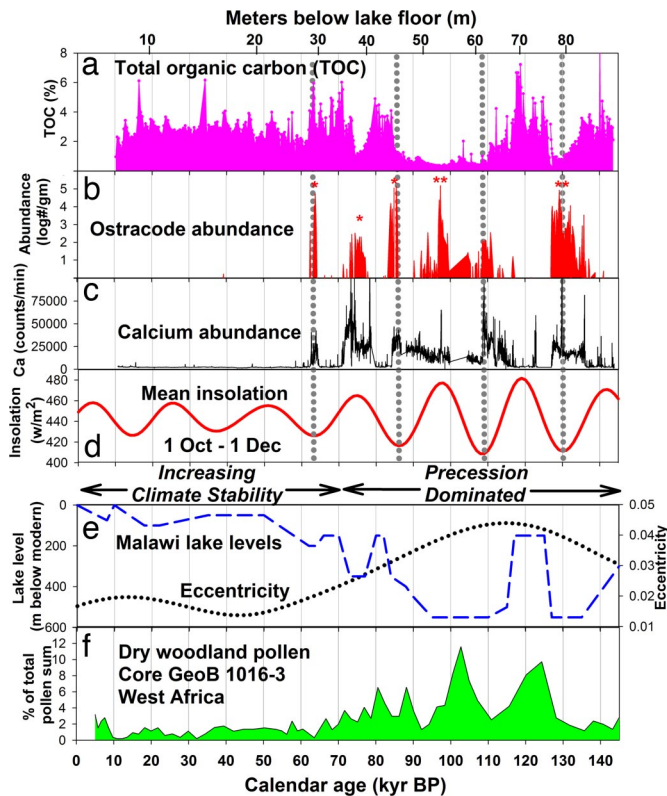 Meters below lake floor (m)
10 20 30 40 50 60 70 80
a Total organic carbon (TOC)
TOC (%)
8
6
4
2
b
Ostracode abundance
Abundance
(log#/gm)
5
4
3
2
1
0
* * * ** **
c
Calcium abundance
Ca (counts/min)
75000
50000
25000
0
Mean insolation
1 Oct - 1 Dec
d
Insolation
(w/m2)
480
460
440
420
400
Increasing
Climate Stability
Precession
Dominated
e
Malawi lake levels
Eccentricity
Lake level
(m below modern)
0
200
400
600
0.05
0.04
0.03
0.02
0.01
Eccentricity
f Dry woodland pollen
Core GeoB 1016-3
West Africa
% of total
pollen sum
12
10
8
6
4
2
0
0 10 20 30 40 50 60 70 80 90 100 110 120 130 140
Calendar age (kyr BP)